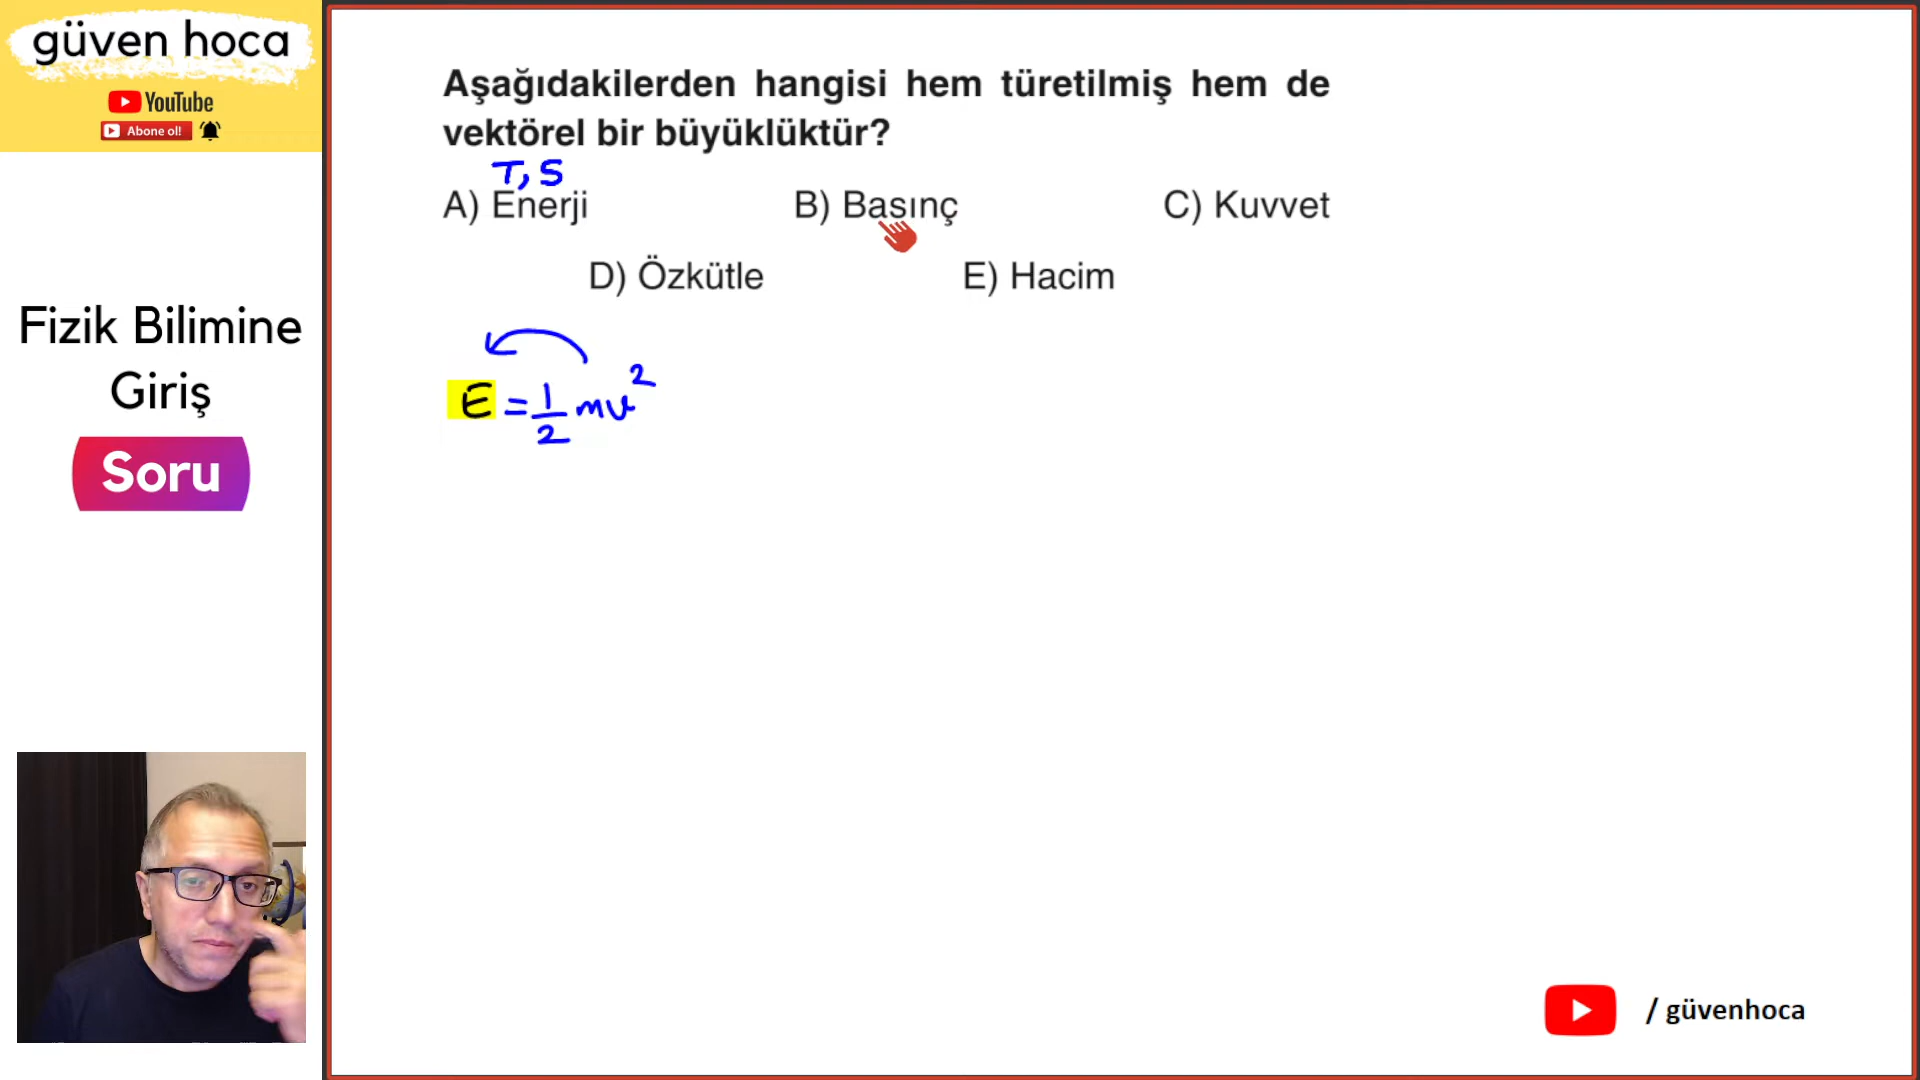 güven hoca
YouTube
Abone ol!
Fizik Bilimine
Giriş
Soru
Aşağıdakilerden hangisi hem türetilmiş hem de
vektörel bir büyüklüktür?
T, S
A) Enerji B) Basınç C) Kuvvet
D) Özkütle E) Hacim
E = 1/2 mv²
/ güvenhoca